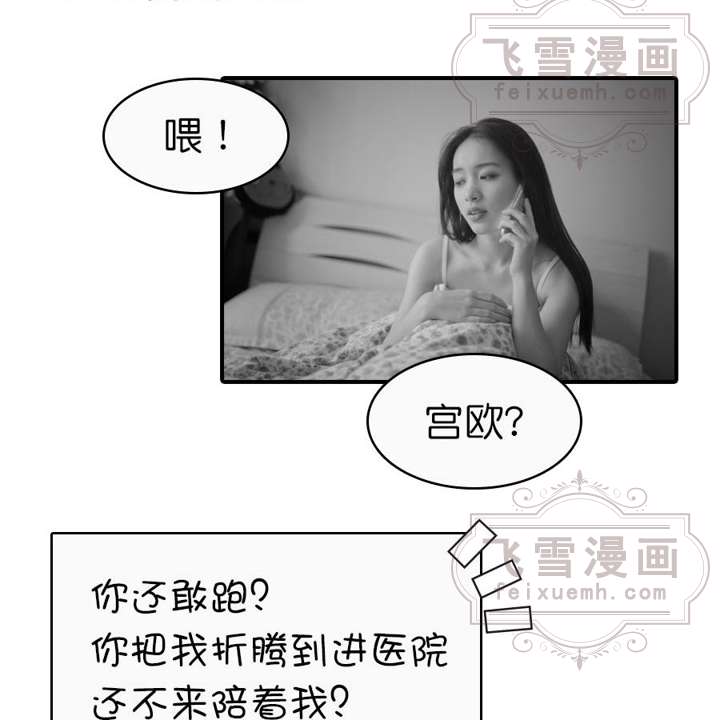 飞雪漫画
feixuemh.com
喂！
宫欧?
飞雪漫画
feixuemh.com
你还敢跑?
你把我折腾到进医院
还不来陪着我?